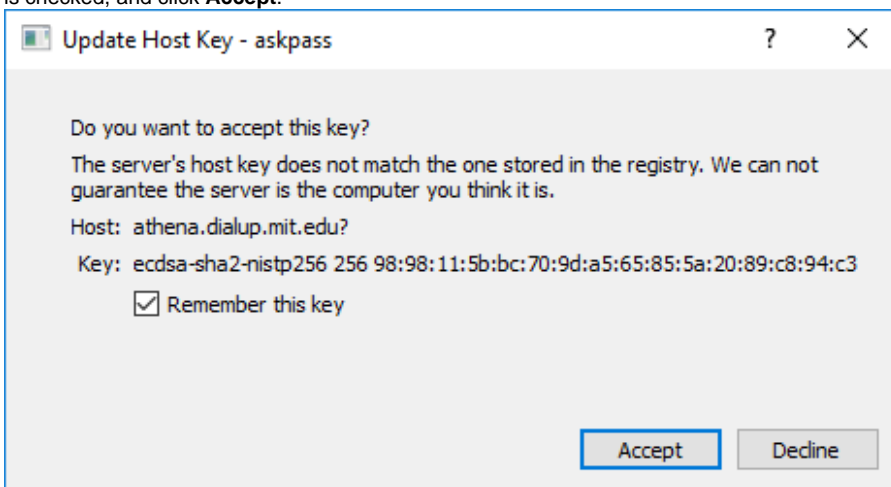 is checked, and click Accept.
Update Host Key - askpass
Do you want to accept this key?
The server's host key does not match the one stored in the registry. We can not
guarantee the server is the computer you think it is.
Host: athena.dialup.mit.edu?
Key: ecdsa-sha2-nistp256 256 98:98:11:5b:bc:70:9d:a5:65:85:5a:20:89:c8:94:c3
Remember this key
Accept Decline